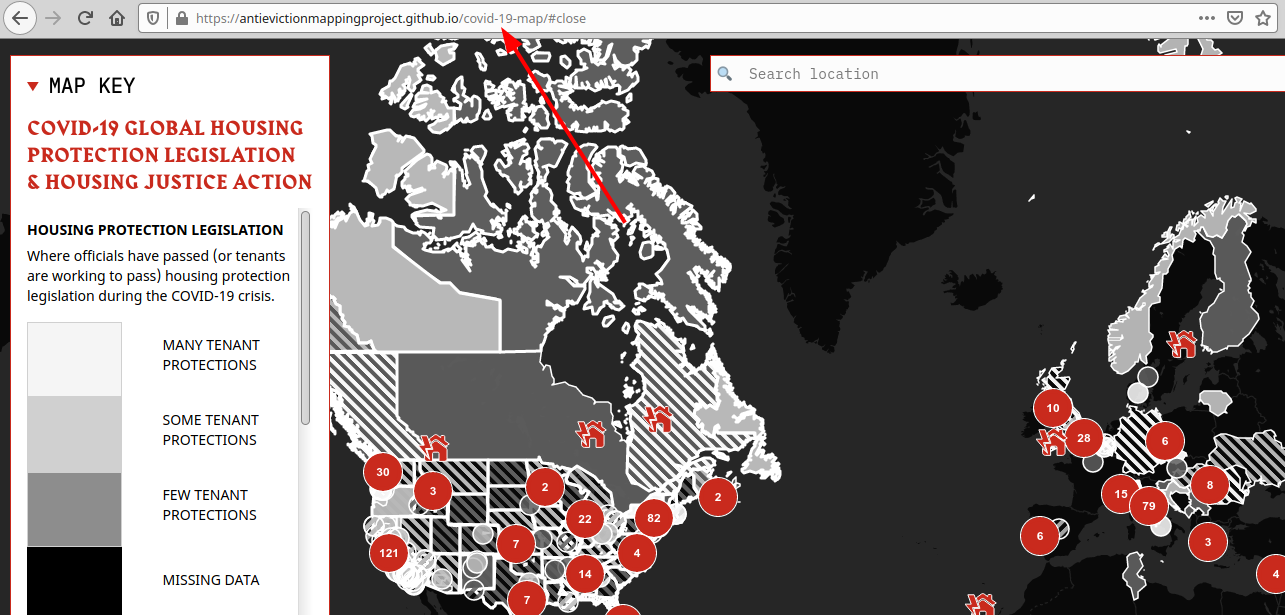 https://antievictionmappingproject.github.io/covid-19-map/#close
MAP KEY
Search location
COVID-19 GLOBAL HOUSING
PROTECTION LEGISLATION
& HOUSING JUSTICE ACTION
HOUSING PROTECTION LEGISLATION
Where officials have passed (or tenants
are working to pass) housing protection
legislation during the COVID-19 crisis.
MANY TENANT
PROTECTIONS
SOME TENANT
PROTECTIONS
FEW TENANT
PROTECTIONS
MISSING DATA
10
28
6
30
3
2
2
8
15
79
22
82
6
7
4
3
121
14
4
7